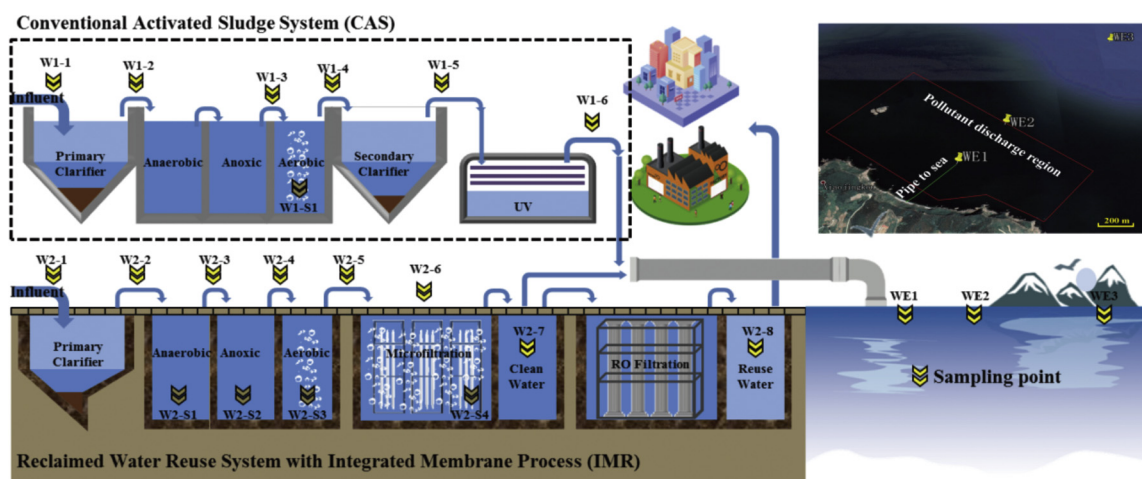 Conventional Activated Sludge System (CAS)
W1-1
W1-2
W1-3
W1-4
W1-5
W1-6
Influent
Primary
Clarifier
Anaerobic
Anoxic
Aerobic
W1-S1
Secondary
Clarifier
UV
WE3
WE2
WE1
Pollutant discharge region
Pipe to sea
200 m
W2-1
W2-2
W2-3
W2-4
W2-5
W2-6
Influent
Primary
Clarifier
Anaerobic
Anoxic
Aerobic
W2-S1
W2-S2
W2-S3
Microfiltration
W2-S4
W2-7
Clean
Water
RO Filtration
W2-8
Reuse
Water
WE1
WE2
WE3
Sampling point
Reclaimed Water Reuse System with Integrated Membrane Process (IMR)